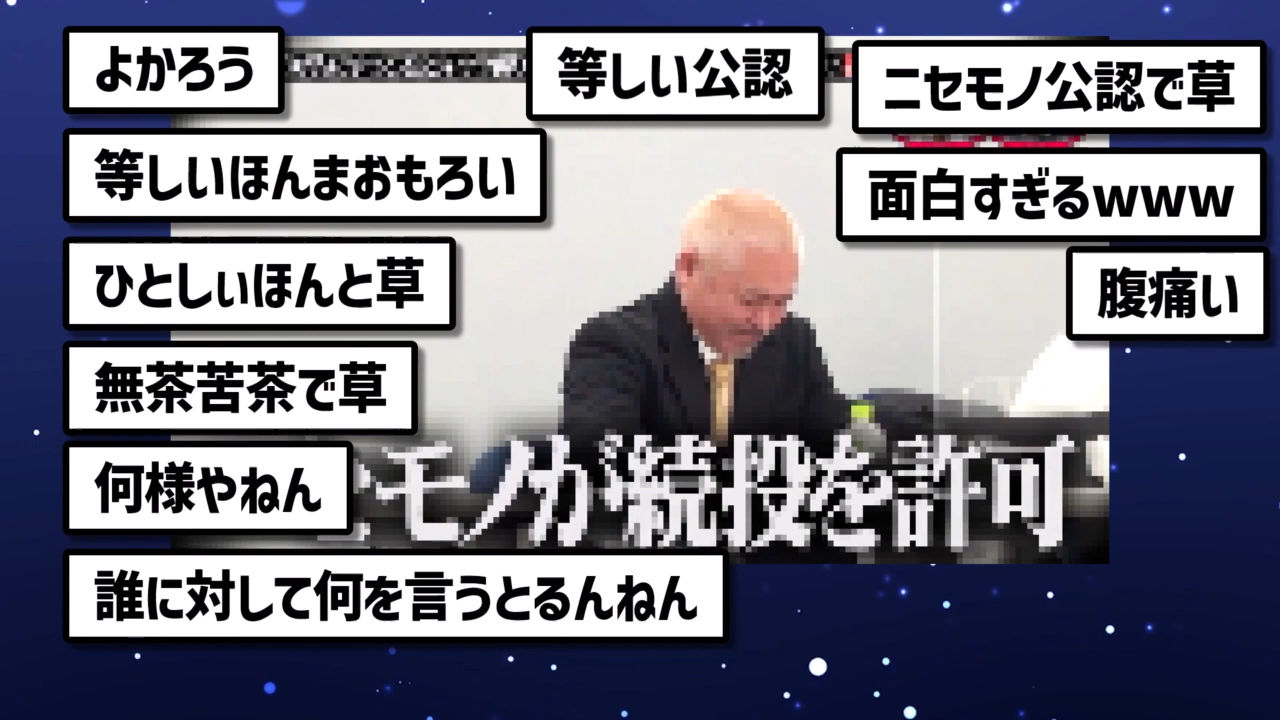 よかろう
等しい公認
ニセモノ公認で草
等しいほんまおもろい
面白すぎるwww
ひとしぃほんと草
腹痛い
無茶苦茶で草
何様やねん
モノが続投を許可
誰に対して何を言うとるんねん